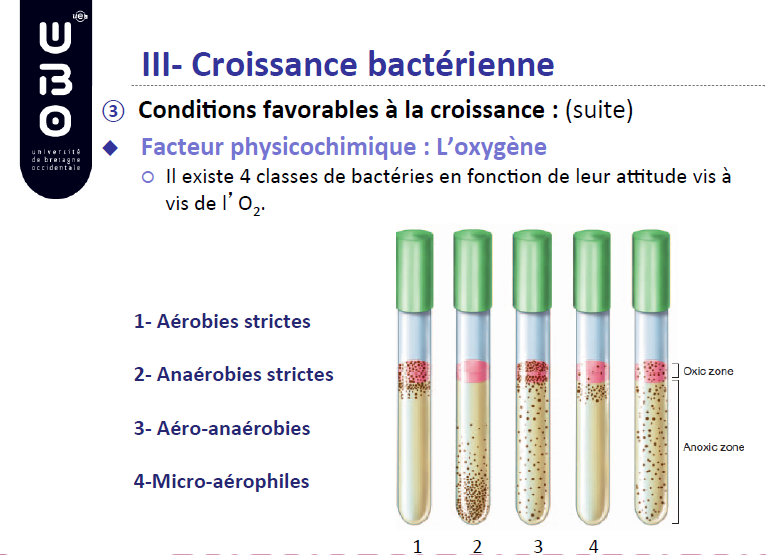 ueb
UBO
université
de bretagne
occidentale
III- Croissance bactérienne
③ Conditions favorables à la croissance : (suite)
◆ Facteur physicochimique : L’oxygène
○ Il existe 4 classes de bactéries en fonction de leur attitude vis à
vis de l’ O₂.
1- Aérobies strictes
2- Anaérobies strictes
3- Aéro-anaérobies
4-Micro-aérophiles
Oxic zone
Anoxic zone
1 2 3 4